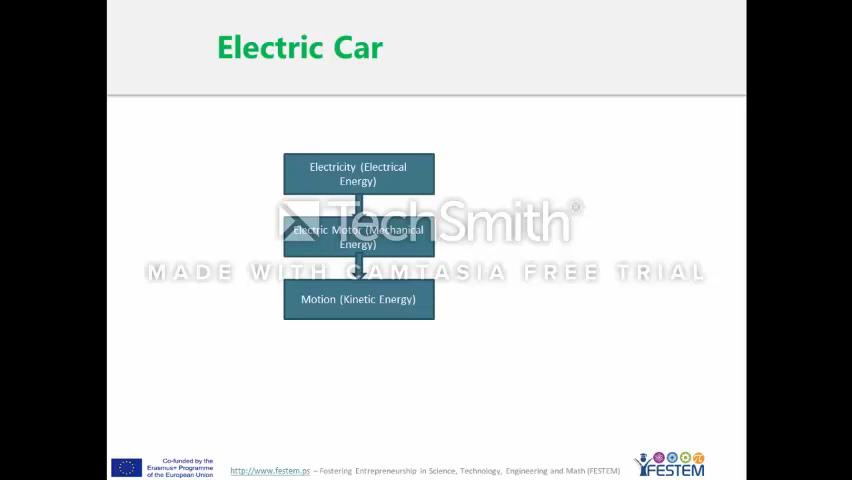 Electric Car
Electricity (Electrical
Energy)
TechSmith®
Electric Motor (Mechanical
Energy)
MADE WITH CAMTASIA FREE TRIAL
Motion (Kinetic Energy)
Co-funded by the
Erasmus+ Programme
of the European Union
http://www.festem.ps – Fostering Entrepreneurship in Science, Technology, Engineering and Math (FESTEM)
FESTEM